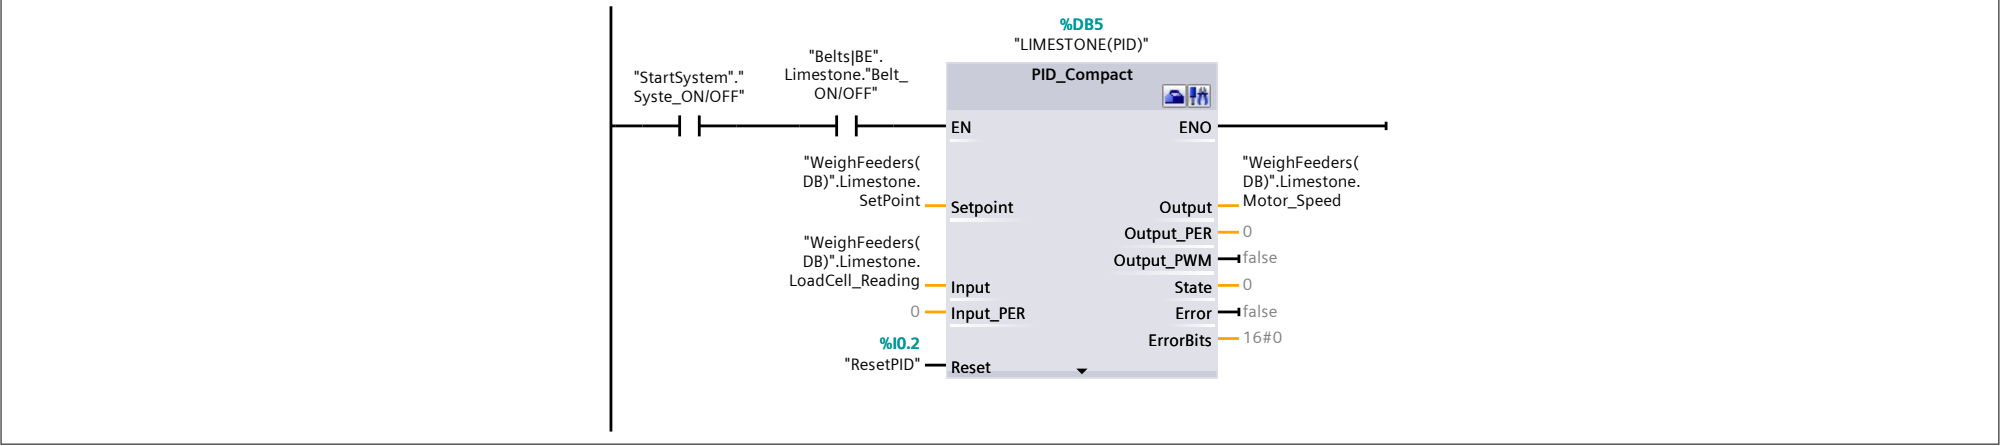 %DB5
"LIMESTONE(PID)"
"Belts|BE".
Limestone."Belt_
ON/OFF"
"StartSystem"."
Syste_ON/OFF"
PID_Compact
EN
ENO
"WeighFeeders(
DB)".Limestone.
SetPoint
Setpoint
"WeighFeeders(
DB)".Limestone.
Motor_Speed
Output
Output_PER
0
Output_PWM
false
"WeighFeeders(
DB)".Limestone.
LoadCell_Reading
Input
State
0
0
Input_PER
Error
false
ErrorBits
16#0
%I0.2
"ResetPID"
Reset